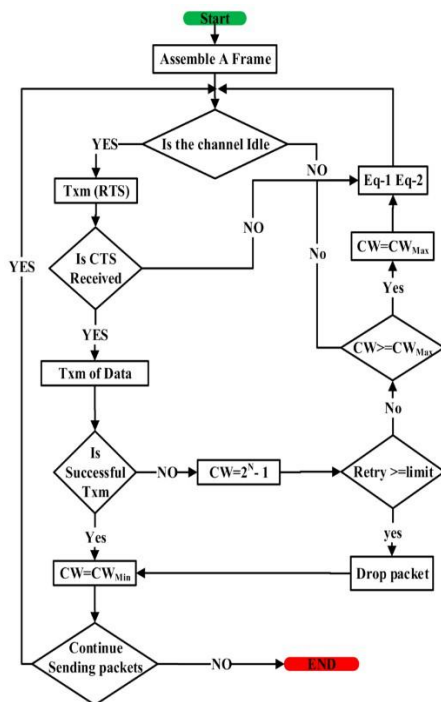 Start
Assemble A Frame
Is the channel Idle
YES
NO
Txm (RTS)
Eq-1 Eq-2
NO
YES
Is CTS
Received
No
CW=CW_Max
Yes
YES
CW>=CW_Max
Txm of Data
No
Is
Successful
Txm
NO
CW=2^N- 1
Retry >=limit
Yes
yes
CW=CW_Min
Drop packet
Continue
Sending packets
NO
END